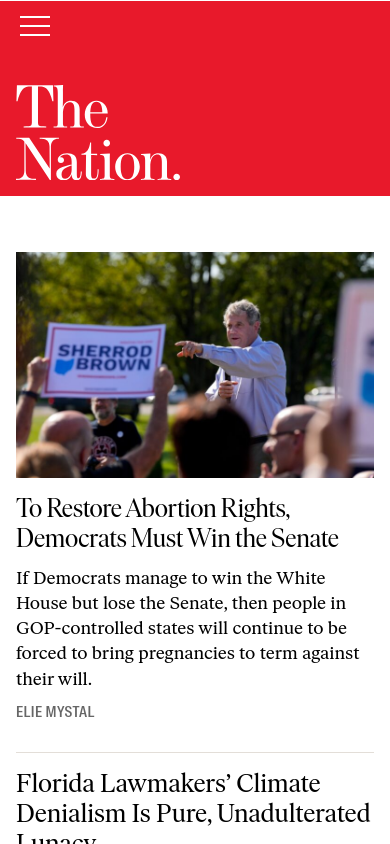 The
Nation.
SHERROD
BROWN
To Restore Abortion Rights,
Democrats Must Win the Senate
If Democrats manage to win the White
House but lose the Senate, then people in
GOP-controlled states will continue to be
forced to bring pregnancies to term against
their will.
ELIE MYSTAL
Florida Lawmakers’ Climate
Denialism Is Pure, Unadulterated
Lunacy